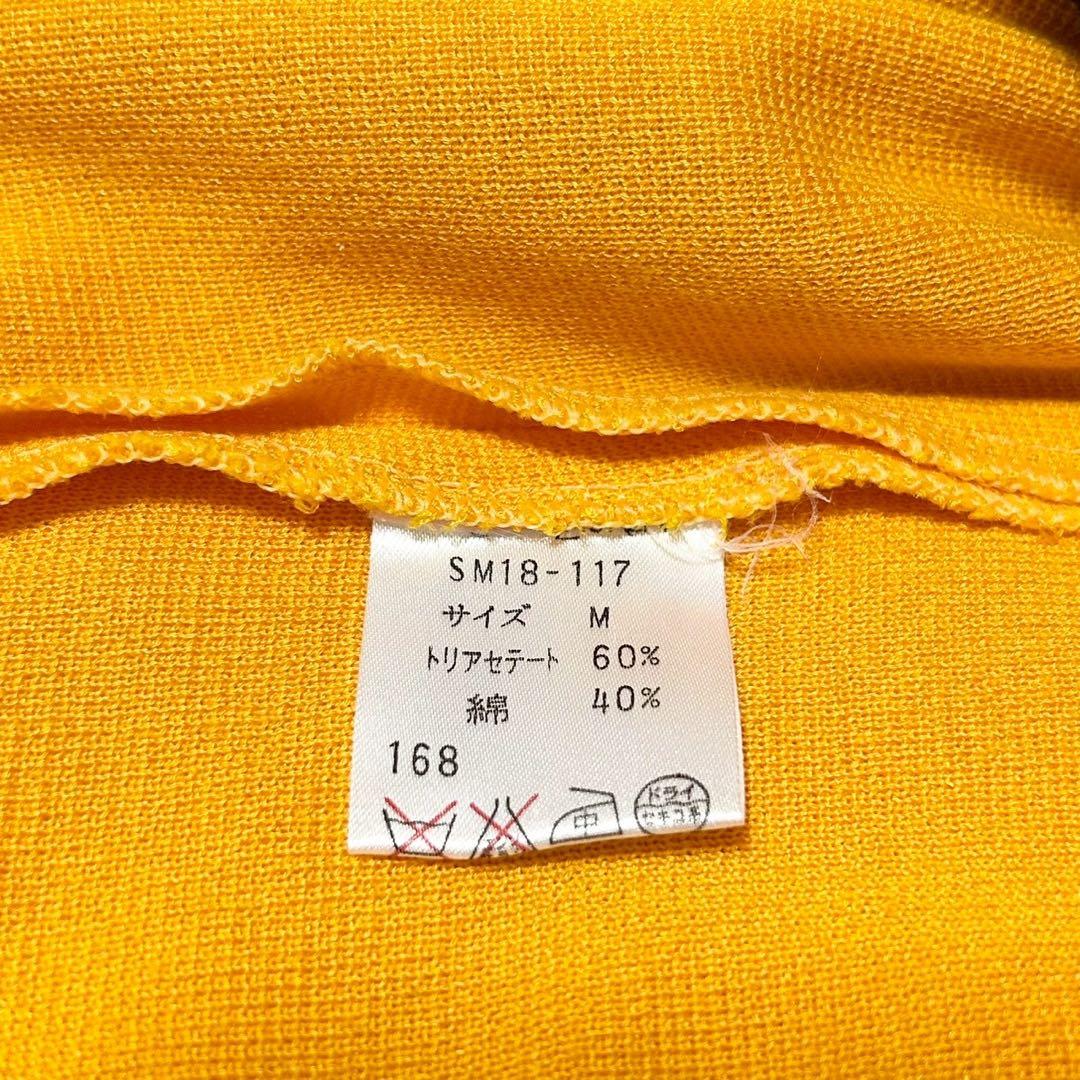 SM18-117
サイズ M
トリアセテート 60%
綿 40%
168
中
ドライ
セキユ系